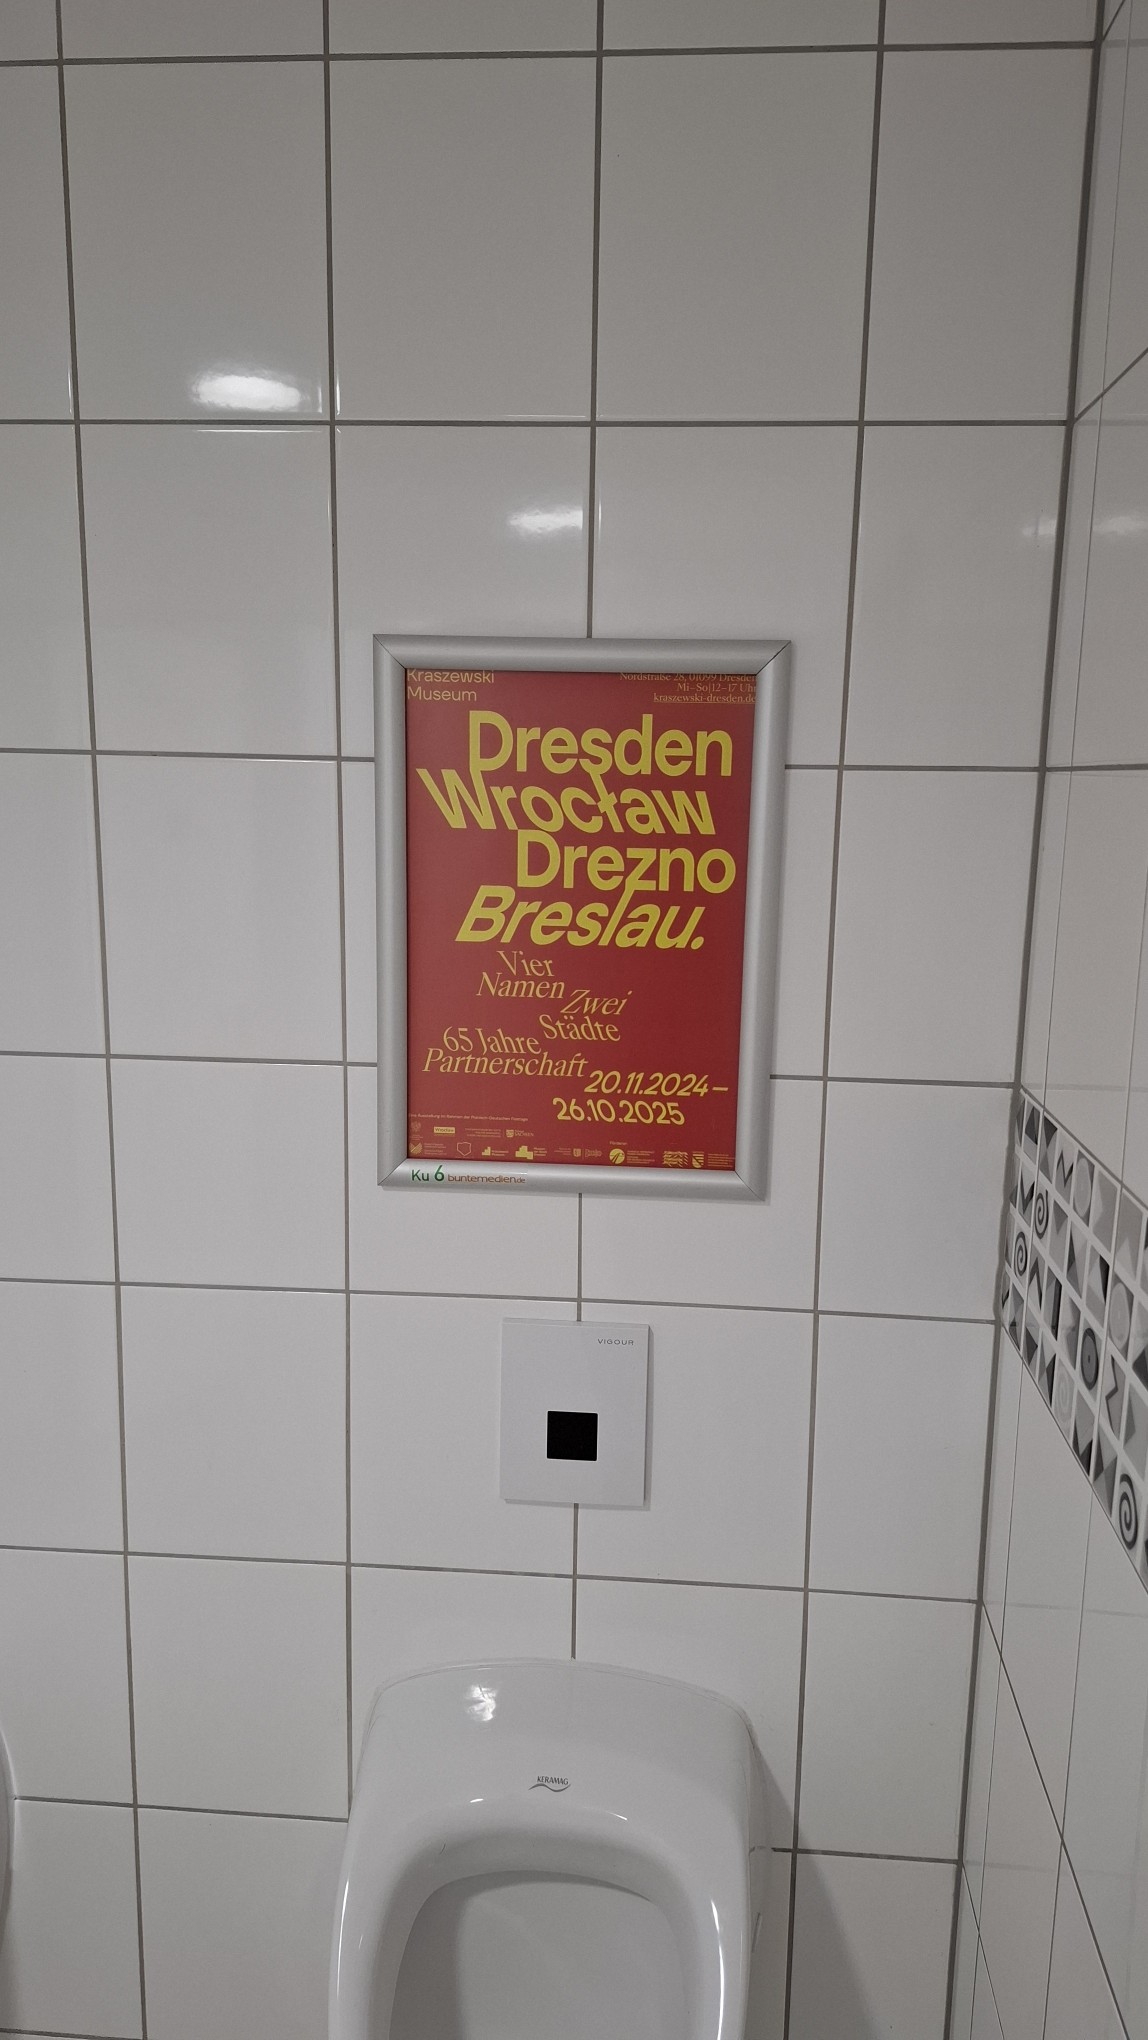 Kraszewski
Museum
Nordstraße 28, 01099 Dresden
Mi–So|12–17 Uhr
kraszewski-dresden.de
Dresden
Wrocław
Drezno
Breslau.
Vier
Namen
Zwei
Städte
65 Jahre
Partnerschaft
20.11.2024–
26.10.2025
Ku 6 buntemedien.de
VIGOUR
KERAMAG